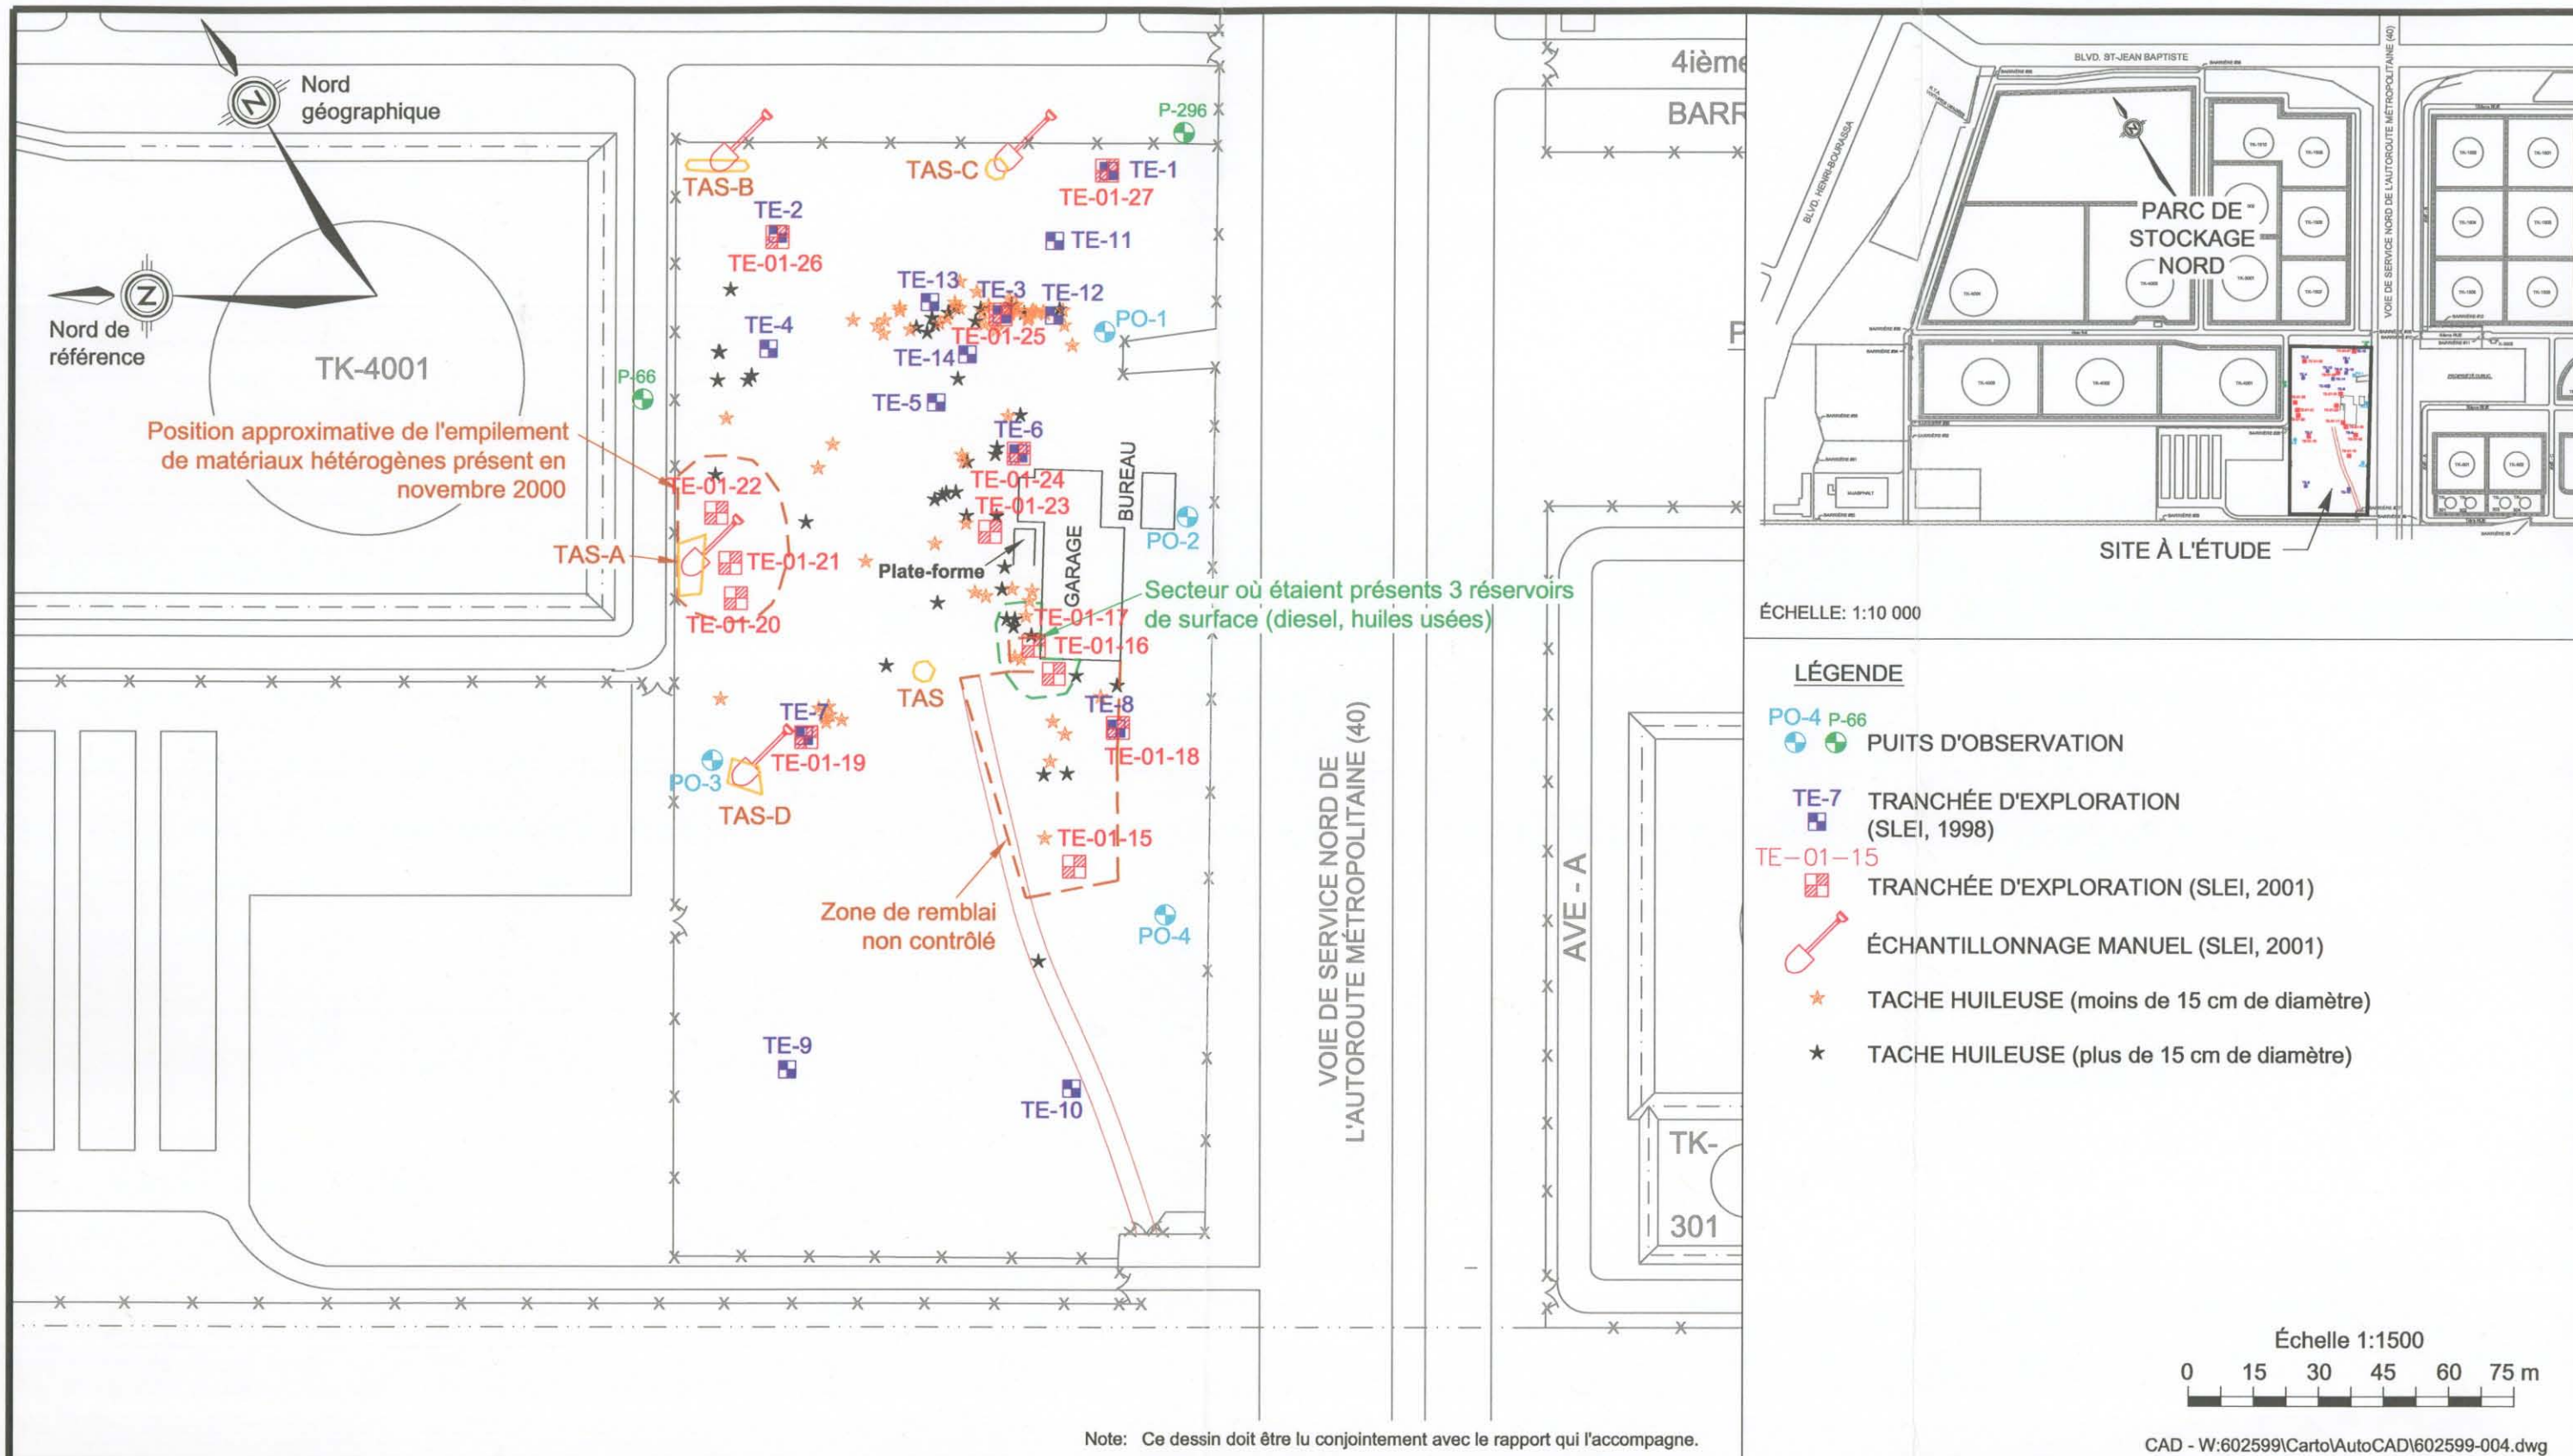 Nord
géographique
Nord de
référence
TK-4001
P-66
Position approximative de l'empilement
de matériaux hétérogènes présent en
novembre 2000
TAS-A
TAS-B
TAS-C
P-296
TE-1
TE-01-27
TE-2
TE-01-26
TE-11
TE-13
TE-3
TE-12
PO-1
TE-01-25
TE-4
TE-14
TE-5
TE-6
TE-01-24
TE-01-23
BUREAU
PO-2
TE-01-22
TE-01-21
TE-01-20
Plate-forme
GARAGE
Secteur où étaient présents 3 réservoirs
de surface (diesel, huiles usées)
TE-01-17
TE-01-16
TAS
TE-7
TE-01-19
PO-3
TAS-D
TE-8
TE-01-18
TE-01-15
Zone de remblai
non contrôlé
PO-4
TE-9
TE-10
VOIE DE SERVICE NORD DE
L'AUTOROUTE MÉTROPOLITAINE (40)
AVE - A
4ième
BARR
P
TK-
301
Note: Ce dessin doit être lu conjointement avec le rapport qui l'accompagne.
BLVD. ST-JEAN BAPTISTE
BLVD. HENRI-BOURASSA
VOIE DE SERVICE NORD DE L'AUTOROUTE MÉTROPOLITAINE (40)
PARC DE
STOCKAGE
NORD
SITE À L'ÉTUDE
ÉCHELLE: 1:10 000
LÉGENDE
PO-4 P-66
PUITS D'OBSERVATION
TE-7
TRANCHÉE D'EXPLORATION
(SLEI, 1998)
TE-01-15
TRANCHÉE D'EXPLORATION (SLEI, 2001)
ÉCHANTILLONNAGE MANUEL (SLEI, 2001)
TACHE HUILEUSE (moins de 15 cm de diamètre)
TACHE HUILEUSE (plus de 15 cm de diamètre)
Échelle 1:1500
0 15 30 45 60 75 m
CAD - W:602599\Carto\AutoCAD\602599-004.dwg